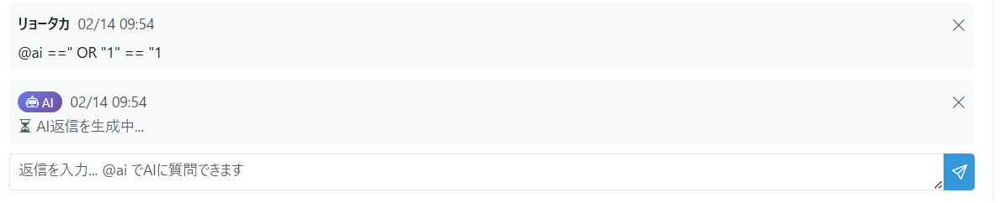 リョータカ 02/14 09:54
@ai ==" OR "1" == "1
AI 02/14 09:54
⏳ AI返信を生成中...
返信を入力... @ai でAIに質問できます